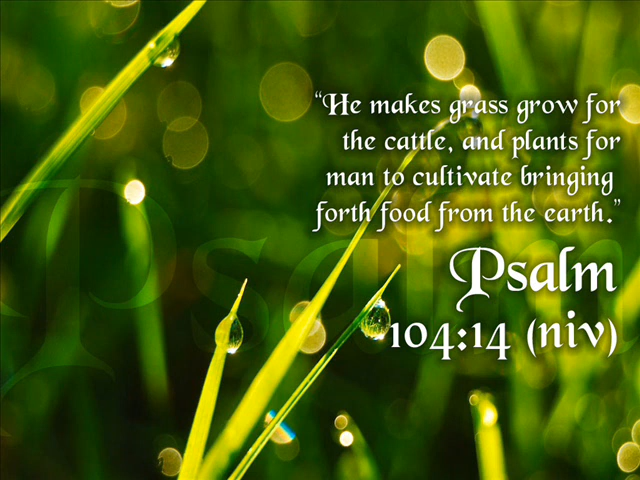 “He makes grass grow for
the cattle, and plants for
man to cultivate bringing
forth food from the earth.”
Psalm
Psalm
104:14 (niv)